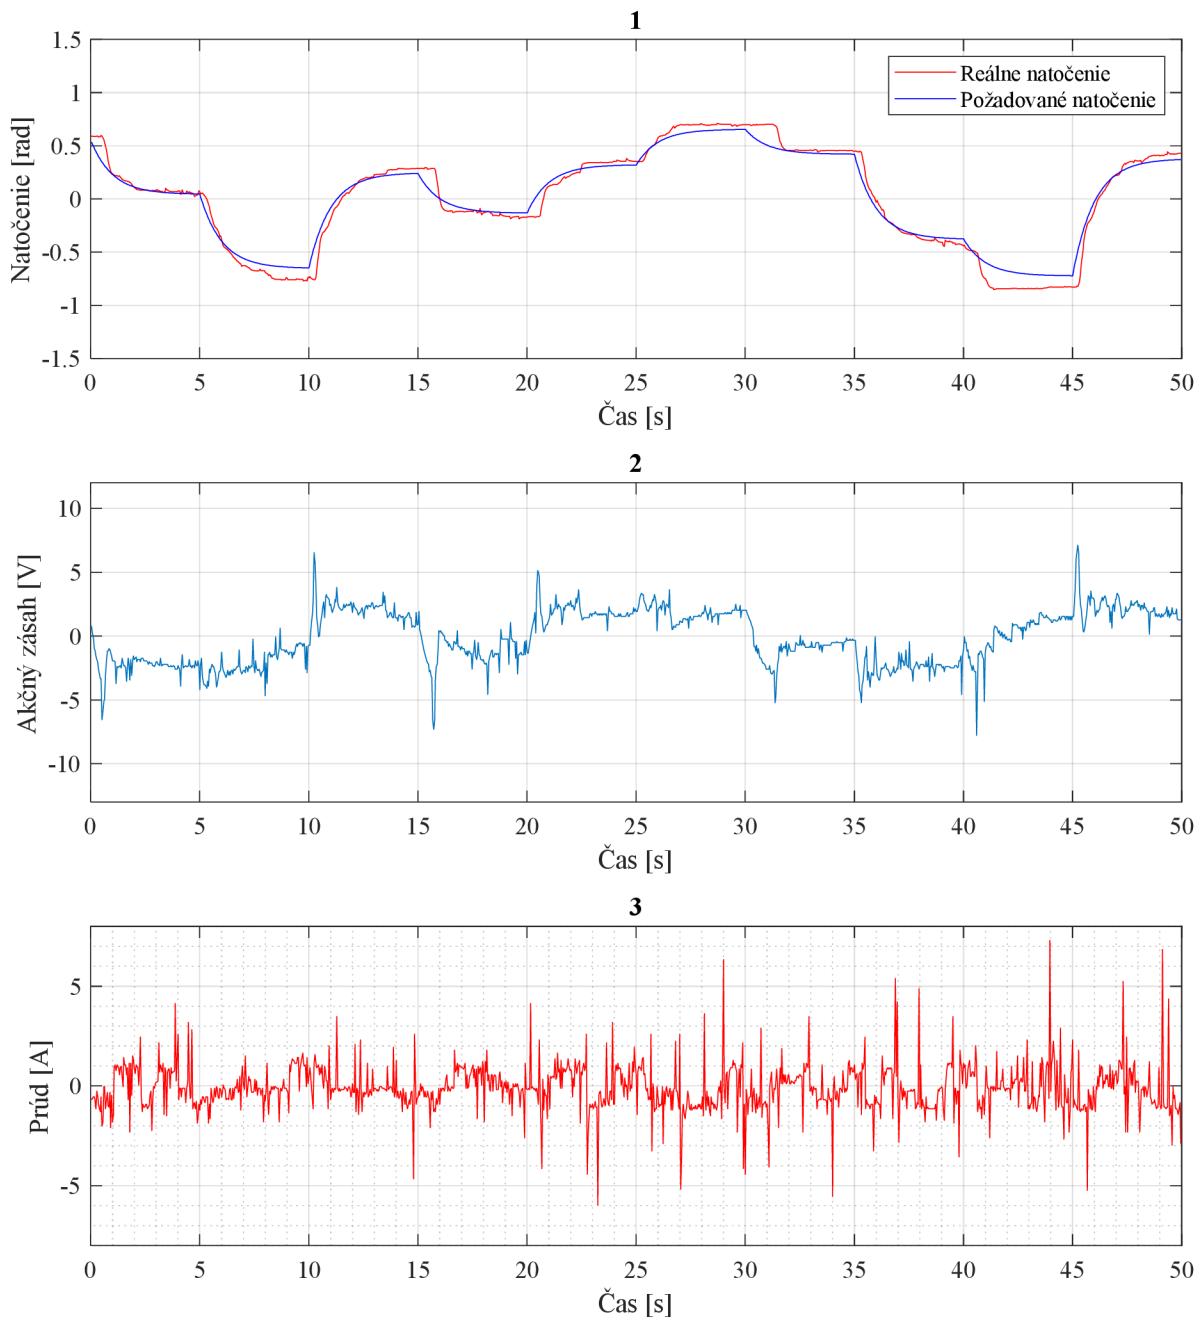 1
1.5
1
0.5
0
-0.5
-1
-1.5
Natočenie [rad]
Reálne natočenie
Požadované natočenie
0 5 10 15 20 25 30 35 40 45 50
Čas [s]
2
10
5
0
-5
-10
Akčný zásah [V]
0 5 10 15 20 25 30 35 40 45 50
Čas [s]
3
5
0
-5
Prúd [A]
0 5 10 15 20 25 30 35 40 45 50
Čas [s]